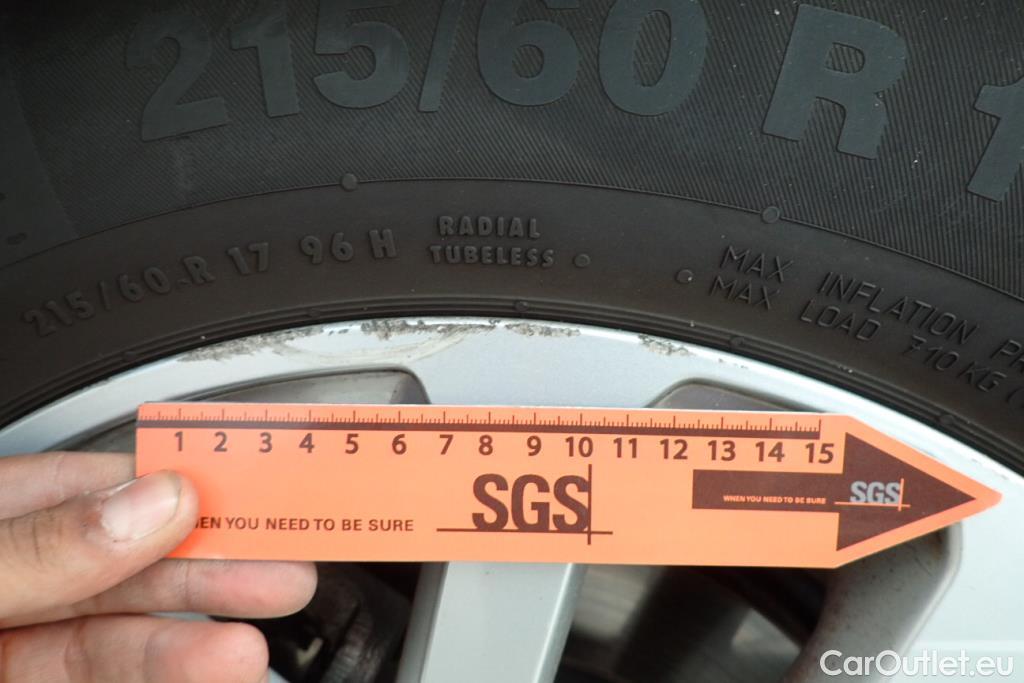 215/60 R 1
215/60 R 17 96 H
RADIAL
TUBELESS
MAX INFLATION
MAX LOAD 710 KG
1 2 3 4 5 6 7 8 9 10 11 12 13 14 15
SGS
WHEN YOU NEED TO BE SURE
SGS
EN YOU NEED TO BE SURE
CarOutlet.eu